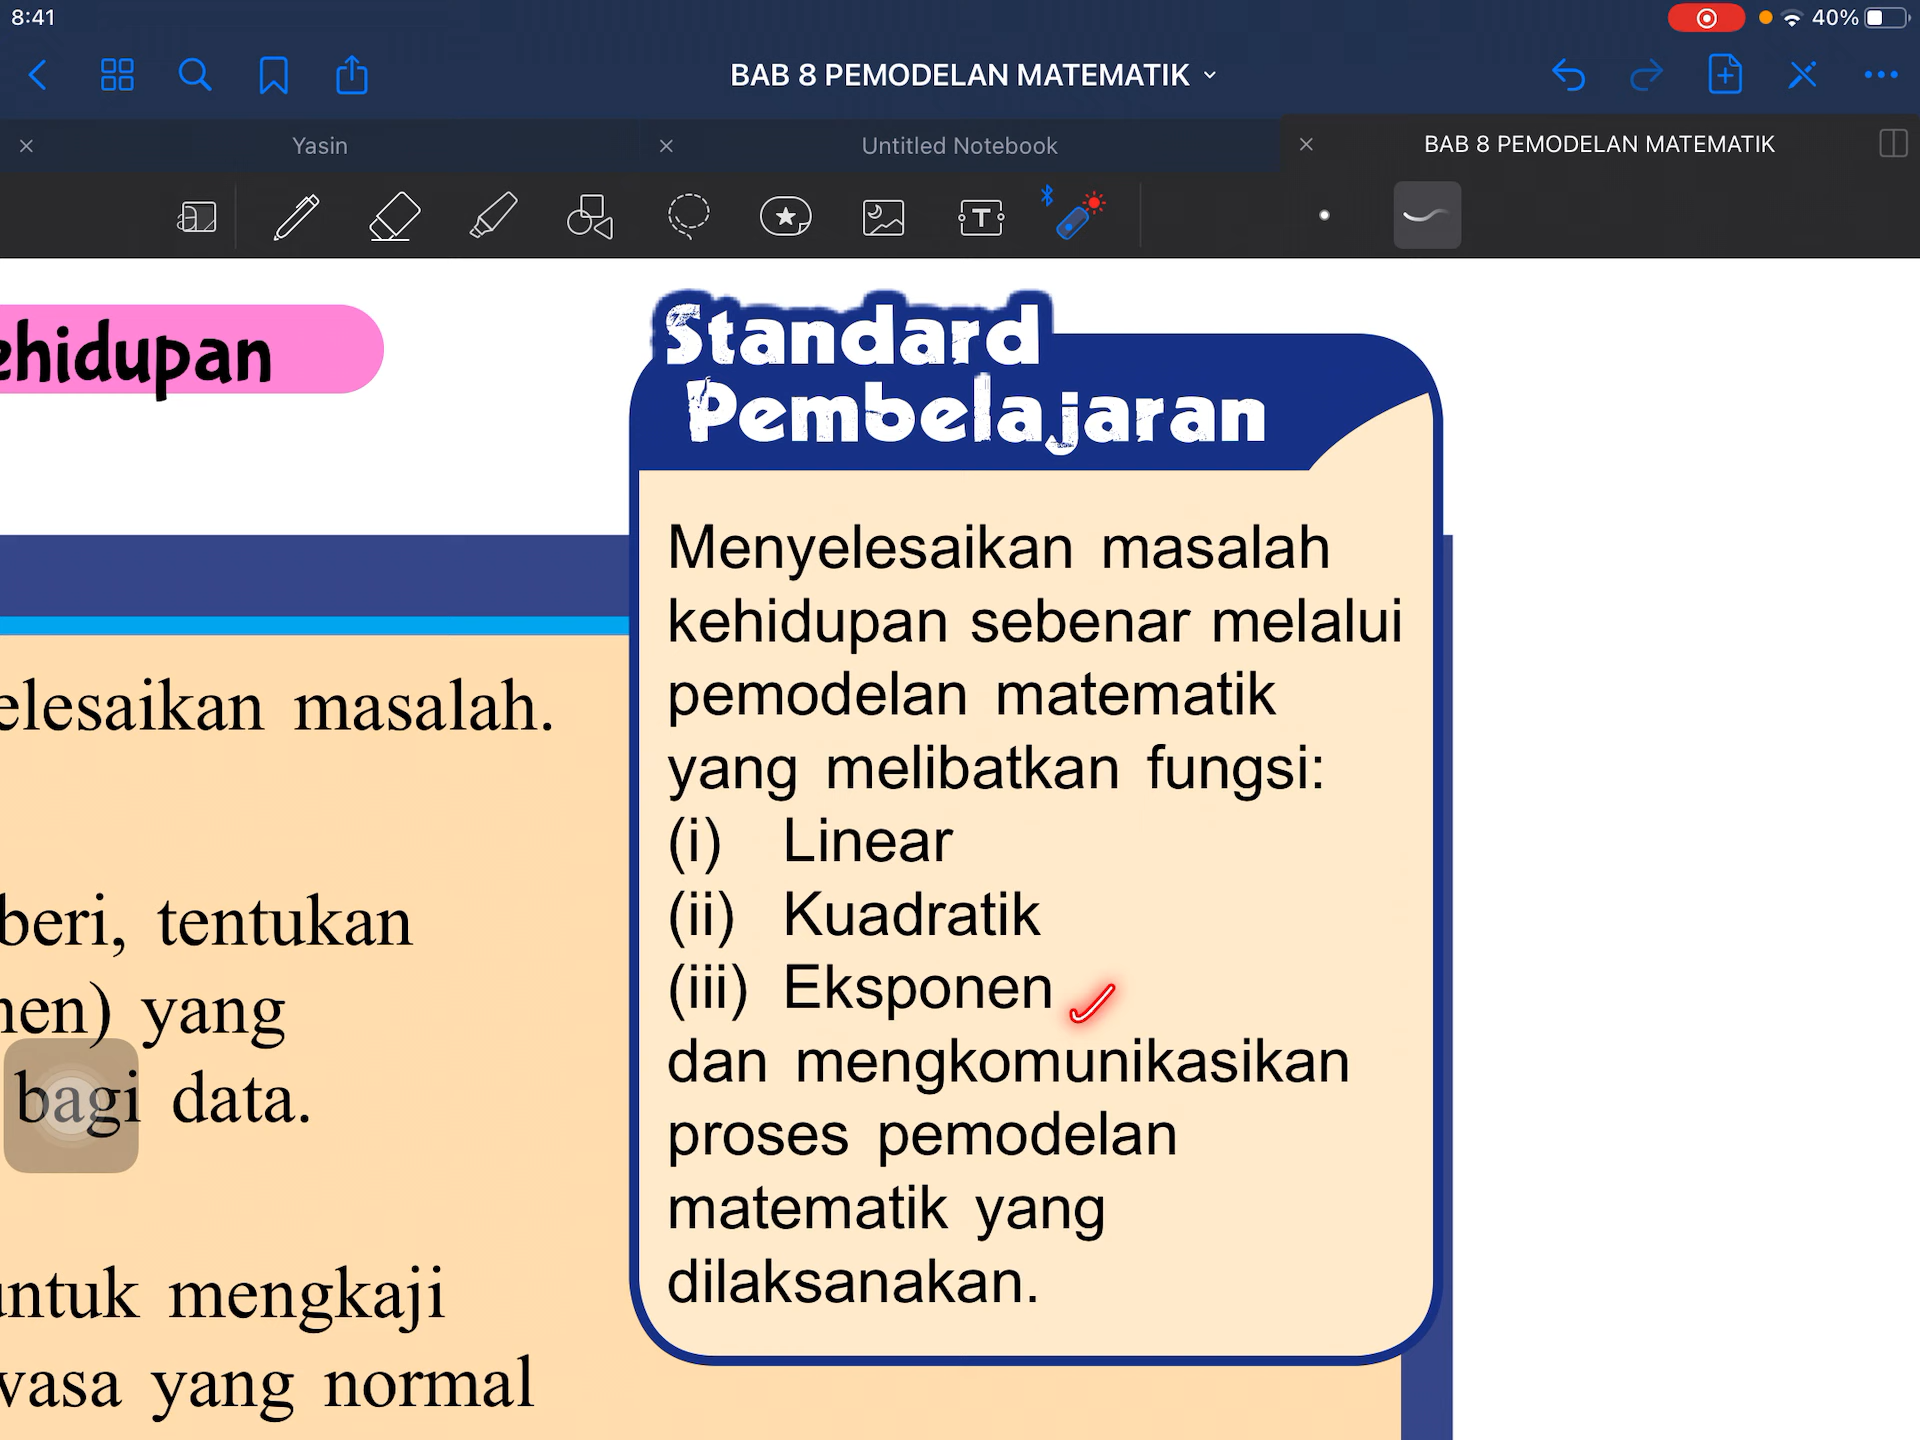 8:41
40%
BAB 8 PEMODELAN MATEMATIK
Yasin
Untitled Notebook
BAB 8 PEMODELAN MATEMATIK
ehidupan
Standard
Pembelajaran
Menyelesaikan masalah
kehidupan sebenar melalui
pemodelan matematik
yang melibatkan fungsi:
(i) Linear
(ii) Kuadratik
(iii) Eksponen
dan mengkomunikasikan
proses pemodelan
matematik yang
dilaksanakan.
elesaikan masalah.
beri, tentukan
nen) yang
bagi data.
untuk mengkaji
wasa yang normal